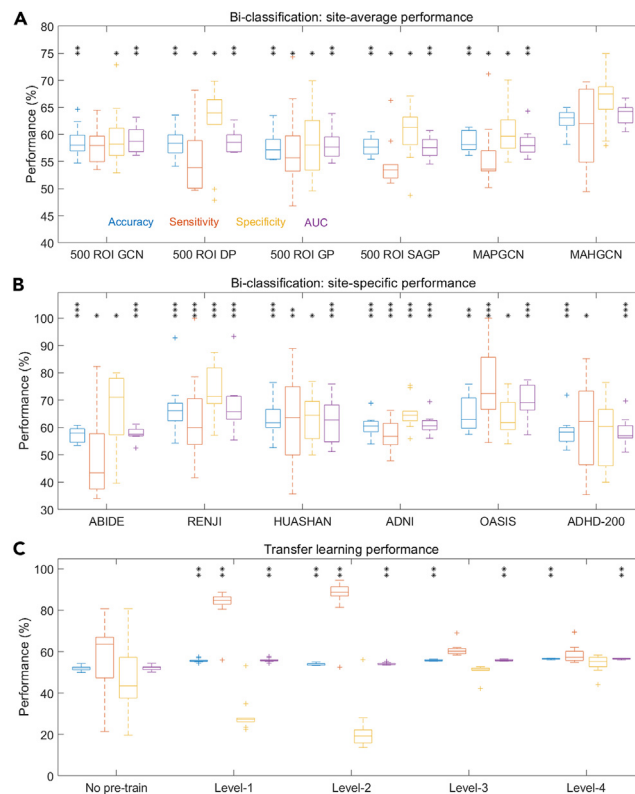 A
Bi-classification: site-average performance
** * ** ** * * ** ** * * ** ** * * ** ** * * **
80
75
70
65
60
55
50
45
40
Performance (%)
Accuracy Sensitivity Specificity AUC
500 ROI GCN 500 ROI DP 500 ROI GP 500 ROI SAGP MAPGCN MAHGCN
B
Bi-classification: site-specific performance
*** * * *** *** *** *** *** *** ** * *** *** *** *** *** ** *** * *** *** * ***
100
90
80
70
60
50
40
30
Performance (%)
ABIDE RENJI HUASHAN ADNI OASIS ADHD-200
C
Transfer learning performance
** ** ** ** ** ** ** ** ** **
100
80
60
40
20
0
Performance (%)
No pre-train Level-1 Level-2 Level-3 Level-4